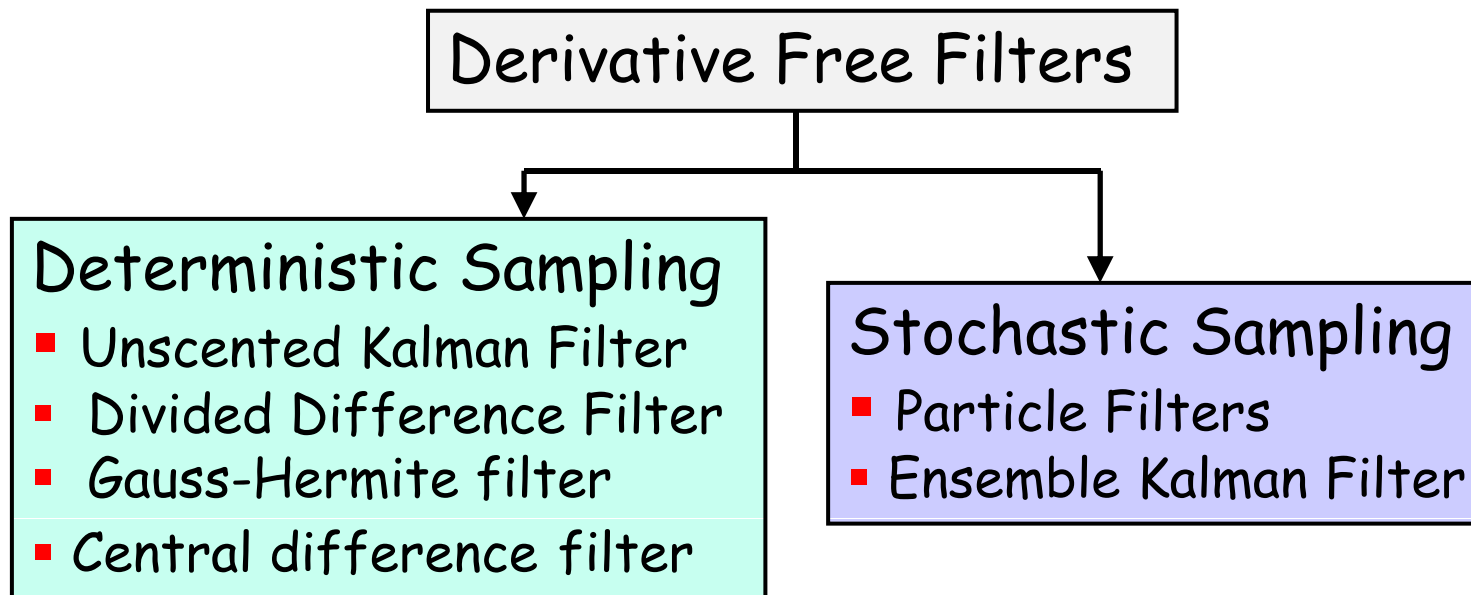 Derivative Free Filters
Deterministic Sampling
▪ Unscented Kalman Filter
▪ Divided Difference Filter
▪ Gauss-Hermite filter
▪ Central difference filter
Stochastic Sampling
▪ Particle Filters
▪ Ensemble Kalman Filter